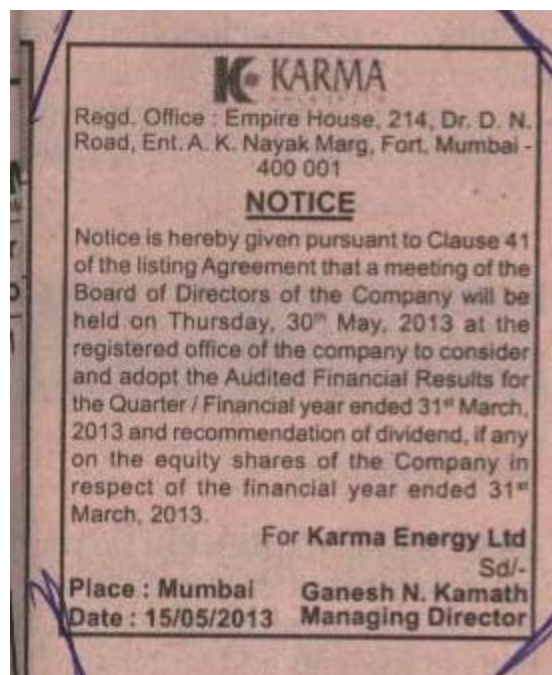 K KARMA
Regd. Office : Empire House, 214, Dr. D. N.
Road, Ent. A. K. Nayak Marg, Fort, Mumbai -
400 001
NOTICE
Notice is hereby given pursuant to Clause 41
of the listing Agreement that a meeting of the
Board of Directors of the Company will be
held on Thursday, 30th May, 2013 at the
registered office of the company to consider
and adopt the Audited Financial Results for
the Quarter / Financial year ended 31st March,
2013 and recommendation of dividend, if any
on the equity shares of the Company in
respect of the financial year ended 31st
March, 2013.
For Karma Energy Ltd
Sd/-
Place : Mumbai Ganesh N. Kamath
Date : 15/05/2013 Managing Director